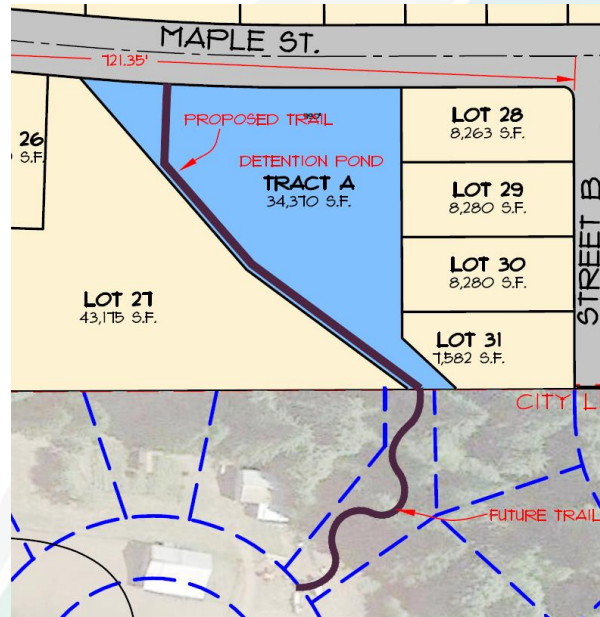 MAPLE ST.
721.35'
PROPOSED TRAIL
DETENTION POND
TRACT A
34,370 S.F.
26
S.F.
LOT 27
43,175 S.F.
LOT 28
8,263 S.F.
LOT 29
8,280 S.F.
LOT 30
8,280 S.F.
LOT 31
7,582 S.F.
STREET B
CITY L
FUTURE TRAIL